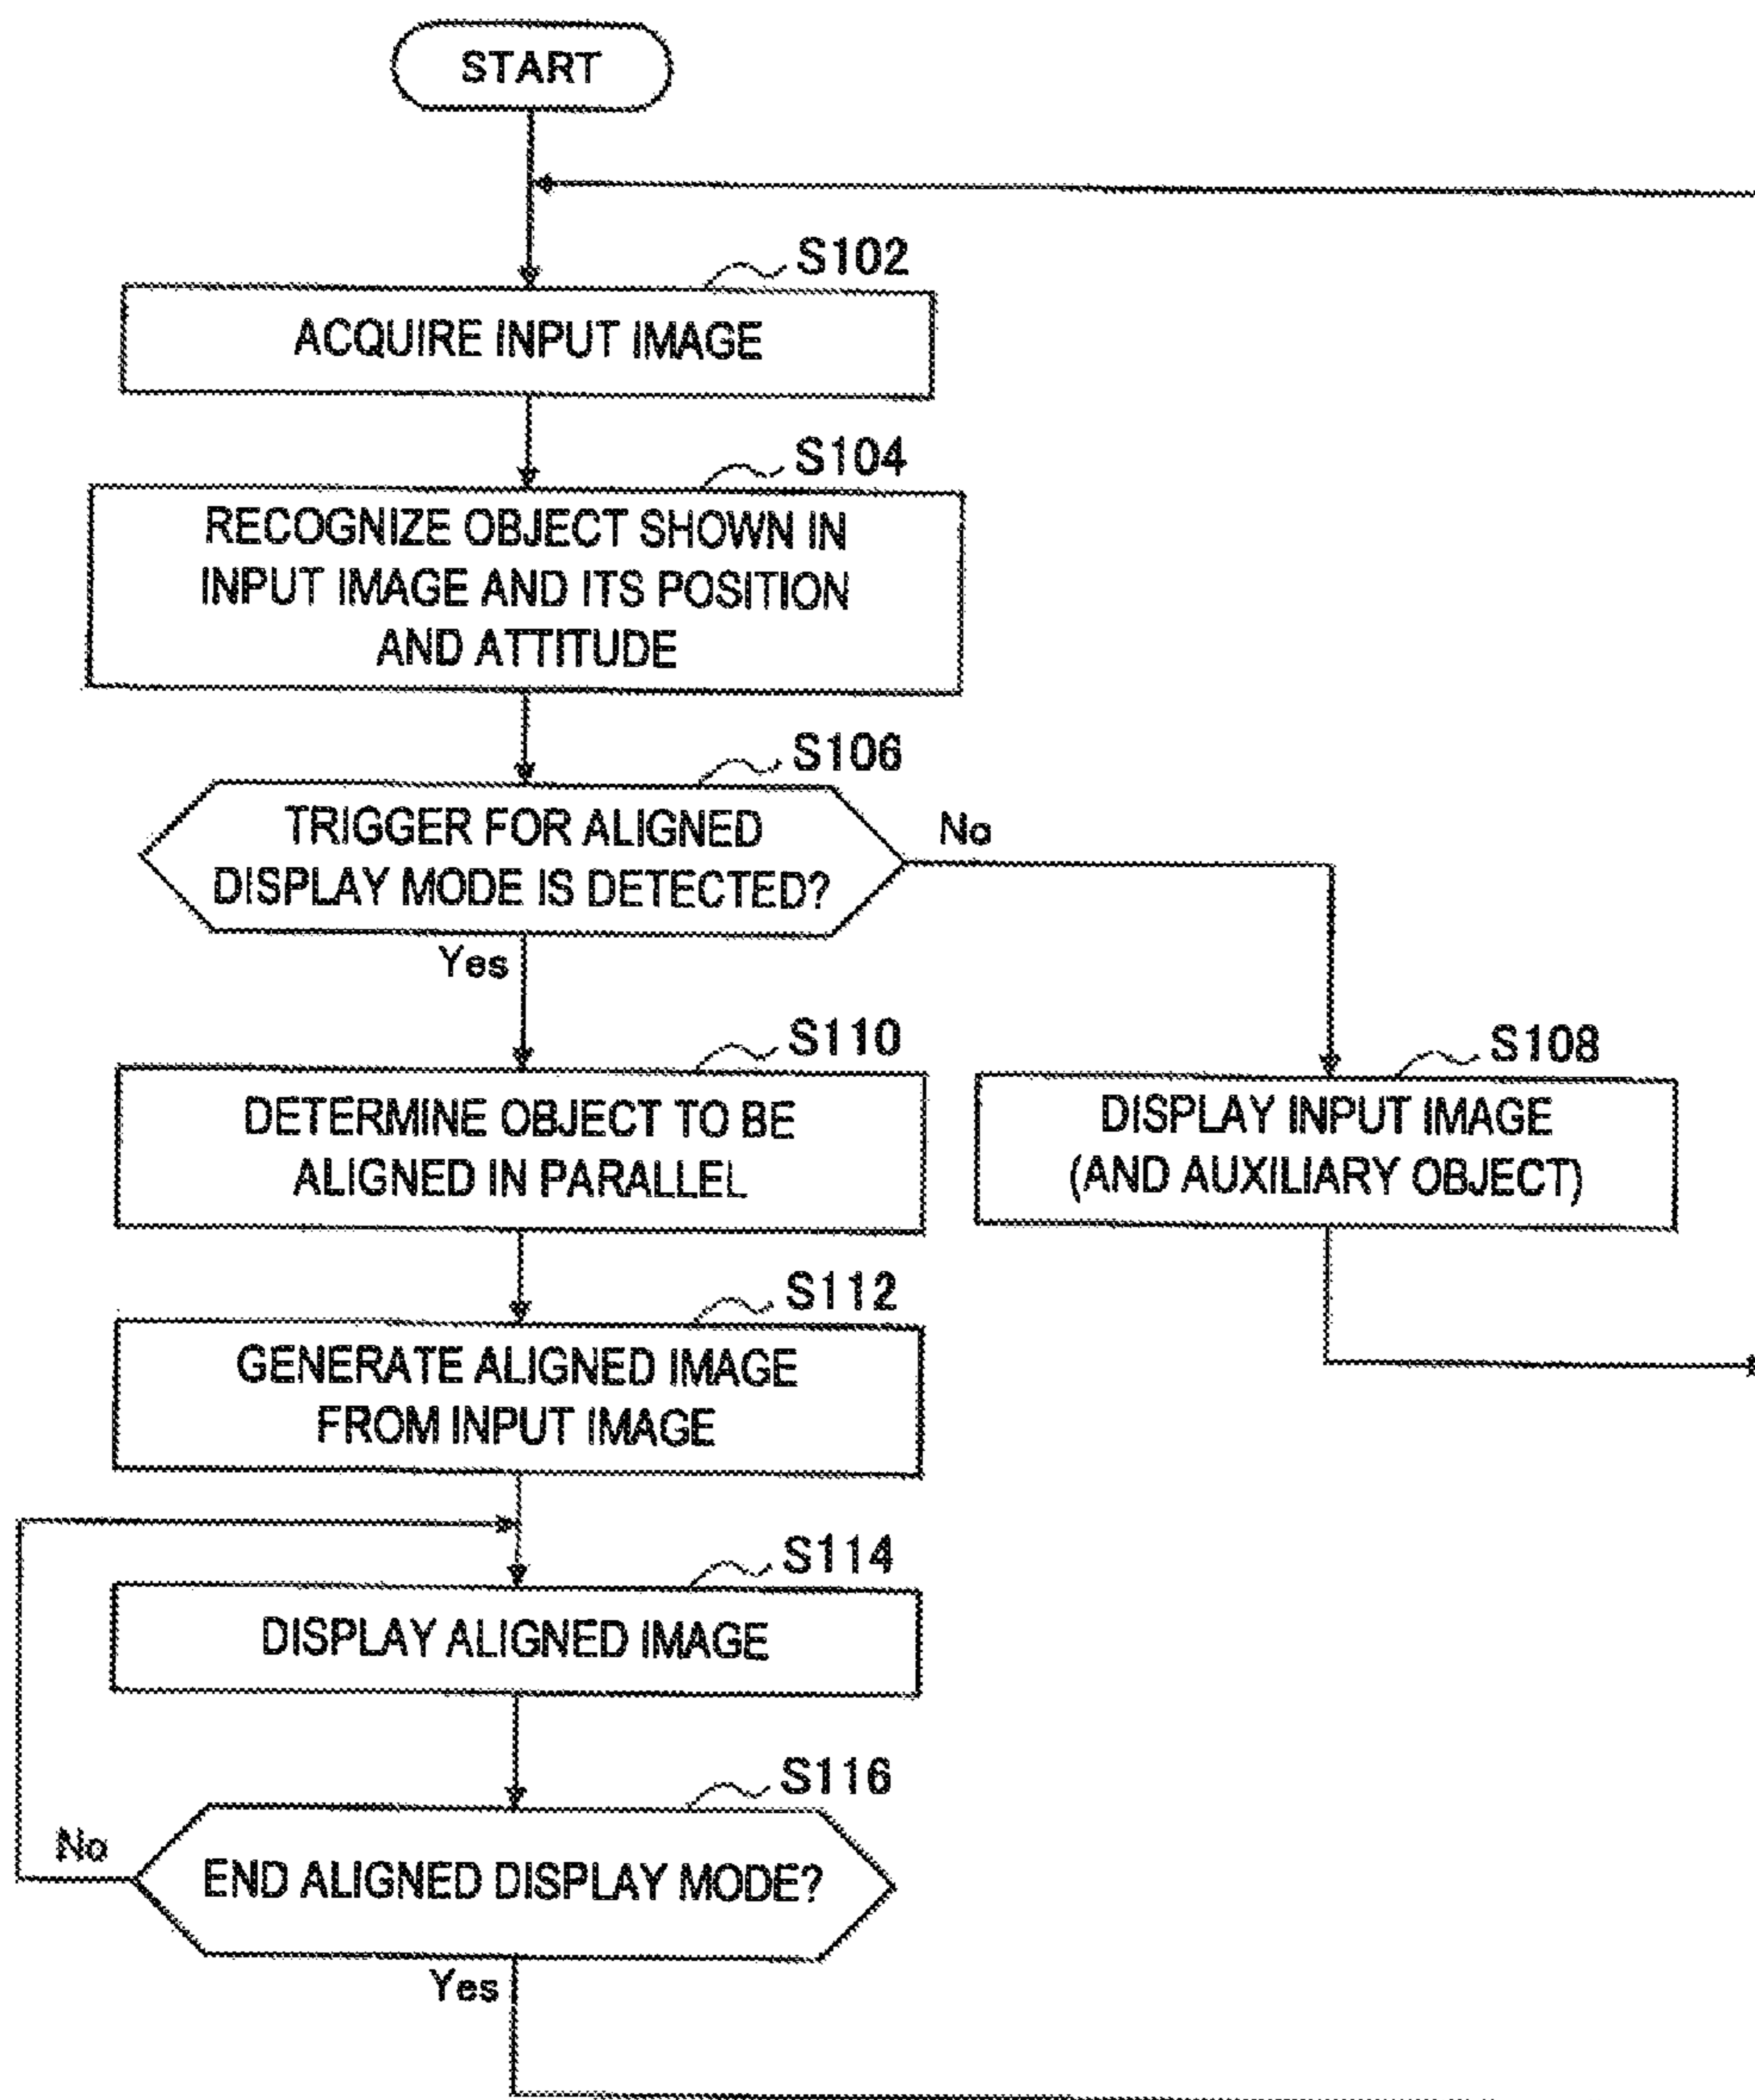 START
S102
ACQUIRE INPUT IMAGE
S104
RECOGNIZE OBJECT SHOWN IN
INPUT IMAGE AND ITS POSITION
AND ATTITUDE
S106
TRIGGER FOR ALIGNED
DISPLAY MODE IS DETECTED?
No
Yes
S110
DETERMINE OBJECT TO BE
ALIGNED IN PARALLEL
S108
DISPLAY INPUT IMAGE
(AND AUXILIARY OBJECT)
S112
GENERATE ALIGNED IMAGE
FROM INPUT IMAGE
S114
DISPLAY ALIGNED IMAGE
S116
No
END ALIGNED DISPLAY MODE?
Yes